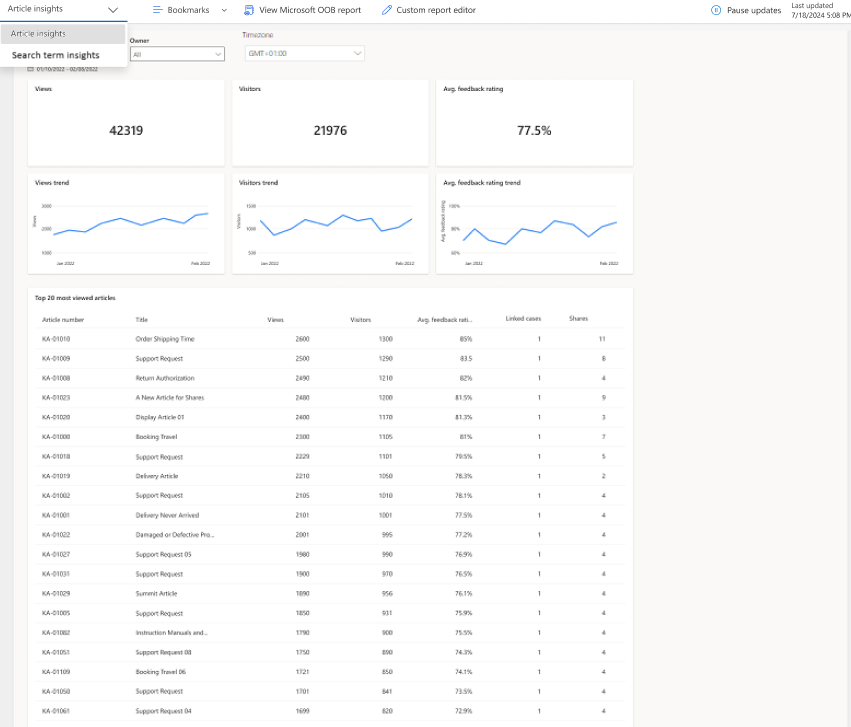 Article insights Bookmarks View Microsoft OOB report Custom report editor Pause updates Last updated
7/18/2024 5:08 PM
Article insights
Search term insights
Owner
All
Timezone
GMT+01:00
01/10/2022 - 02/08/2022
Views Visitors Avg. feedback rating
42319 21976 77.5%
Views trend
Views
3000
2000
1000
Jan 2022 Feb 2022
Visitors trend
Visitors
1500
1000
500
Jan 2022 Feb 2022
Avg. feedback rating trend
Avg. feedback rating
100%
80%
60%
Jan 2022 Feb 2022
Top 20 most viewed articles
Article number Title Views Visitors Avg. feedback rati... Linked cases Shares
KA-01010 Order Shipping Time 2600 1300 85% 1 11
KA-01009 Support Request 2500 1290 83.5 1 8
KA-01008 Return Authorization 2490 1210 82% 1 4
KA-01023 A New Article for Shares 2480 1200 81.5% 1 9
KA-01020 Display Article 01 2400 1170 81.3% 1 3
KA-01000 Booking Travel 2300 1105 81% 1 7
KA-01018 Support Request 2229 1101 79.5% 1 5
KA-01019 Delivery Article 2210 1050 78.3% 1 2
KA-01002 Support Request 2105 1010 78.1% 1 4
KA-01001 Delivery Never Arrived 2101 1001 77.5% 1 4
KA-01022 Damaged or Defective Pro... 2001 995 77.2% 1 4
KA-01027 Support Request 05 1980 990 76.9% 1 4
KA-01031 Support Request 1900 970 76.5% 1 4
KA-01029 Summit Article 1890 956 76.1% 1 4
KA-01005 Support Request 1850 931 75.9% 1 4
KA-01082 Instruction Manuals and... 1790 900 75.5% 1 4
KA-01051 Support Request 08 1750 890 74.3% 1 4
KA-01109 Booking Travel 06 1721 850 74.1% 1 4
KA-01050 Support Request 1701 841 73.5% 1 4
KA-01061 Support Request 04 1699 820 72.9% 1 4